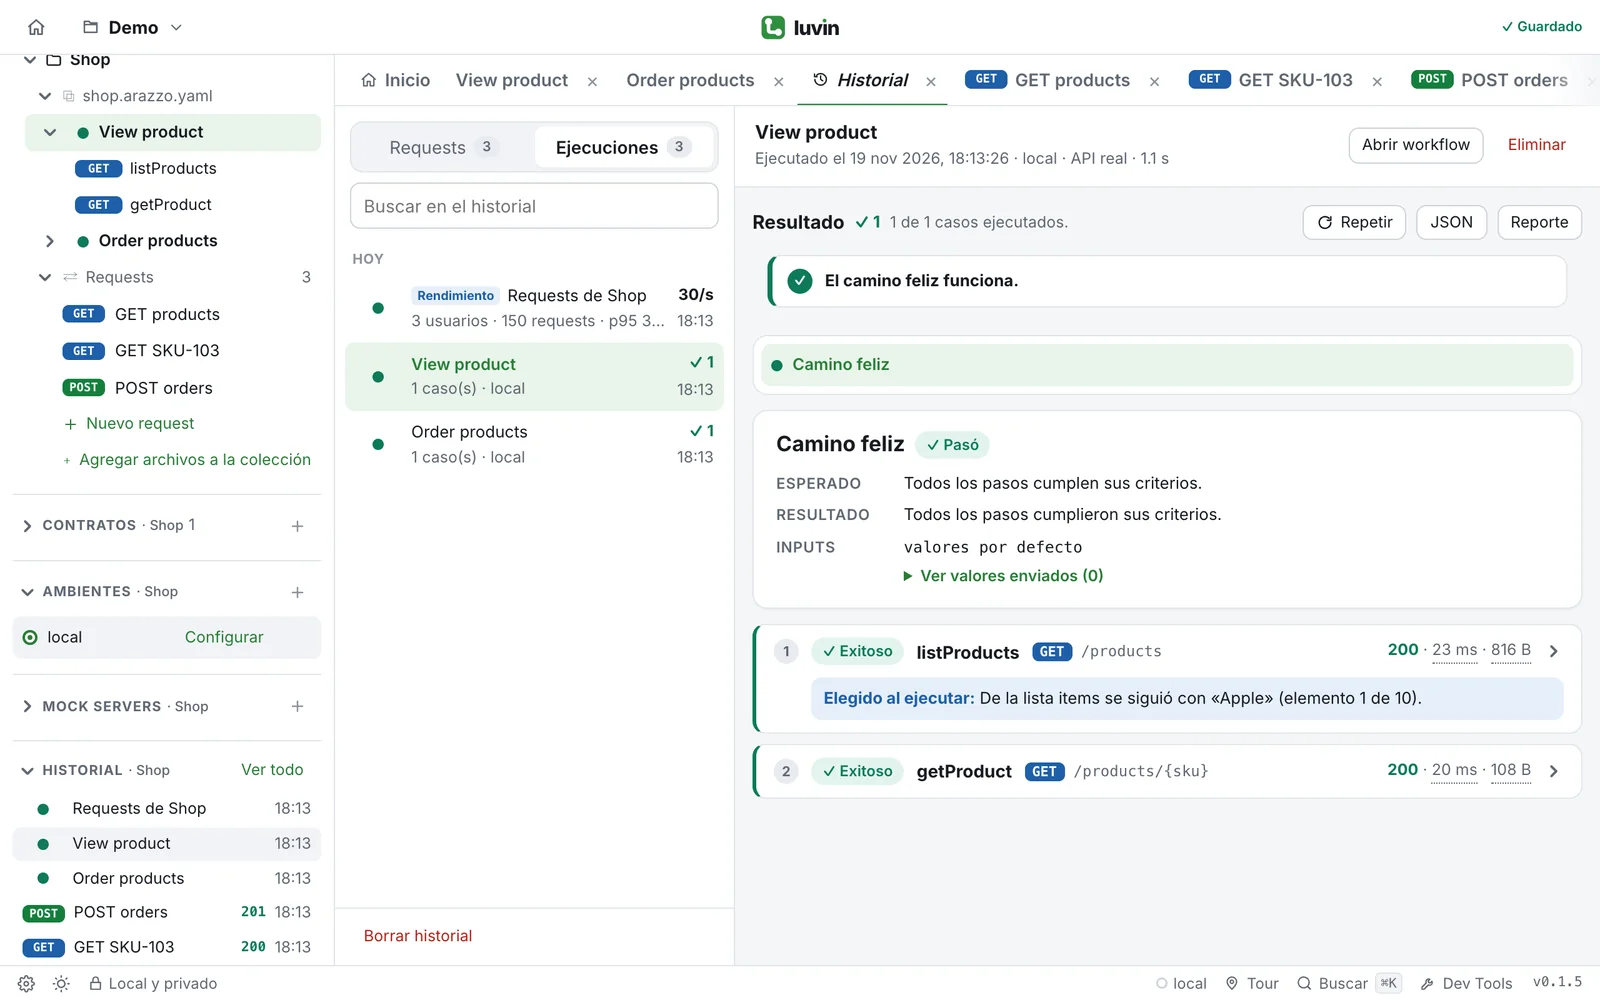 Demo
luvin
✓ Guardado
Shop
shop.arazzo.yaml
View product
GET listProducts
GET getProduct
Order products
Requests 3
GET GET products
GET GET SKU-103
POST POST orders
+ Nuevo request
+ Agregar archivos a la colección
CONTRATOS · Shop 1 +
AMBIENTES · Shop +
local Configurar
MOCK SERVERS · Shop +
HISTORIAL · Shop Ver todo
Requests de Shop 18:13
View product 18:13
Order products 18:13
POST POST orders 201 18:13
GET GET SKU-103 200 18:13
Inicio View product × Order products × Historial × GET GET products × GET GET SKU-103 × POST POST orders ×
Requests 3 Ejecuciones 3
Buscar en el historial
HOY
Rendimiento Requests de Shop 30/s
3 usuarios · 150 requests · p95 3... 18:13
View product ✓ 1
1 caso(s) · local 18:13
Order products ✓ 1
1 caso(s) · local 18:13
Borrar historial
View product
Ejecutado el 19 nov 2026, 18:13:26 · local · API real · 1.1 s
Abrir workflow Eliminar
Resultado ✓ 1 1 de 1 casos ejecutados.
Repetir JSON Reporte
El camino feliz funciona.
Camino feliz
Camino feliz ✓ Pasó
ESPERADO Todos los pasos cumplen sus criterios.
RESULTADO Todos los pasos cumplieron sus criterios.
INPUTS valores por defecto
▶ Ver valores enviados (0)
1 ✓ Exitoso listProducts GET /products 200 · 23 ms · 816 B
Elegido al ejecutar: De la lista items se siguió con «Apple» (elemento 1 de 10).
2 ✓ Exitoso getProduct GET /products/{sku} 200 · 20 ms · 108 B
Local y privado
local Tour Buscar ⌘K Dev Tools v0.1.5